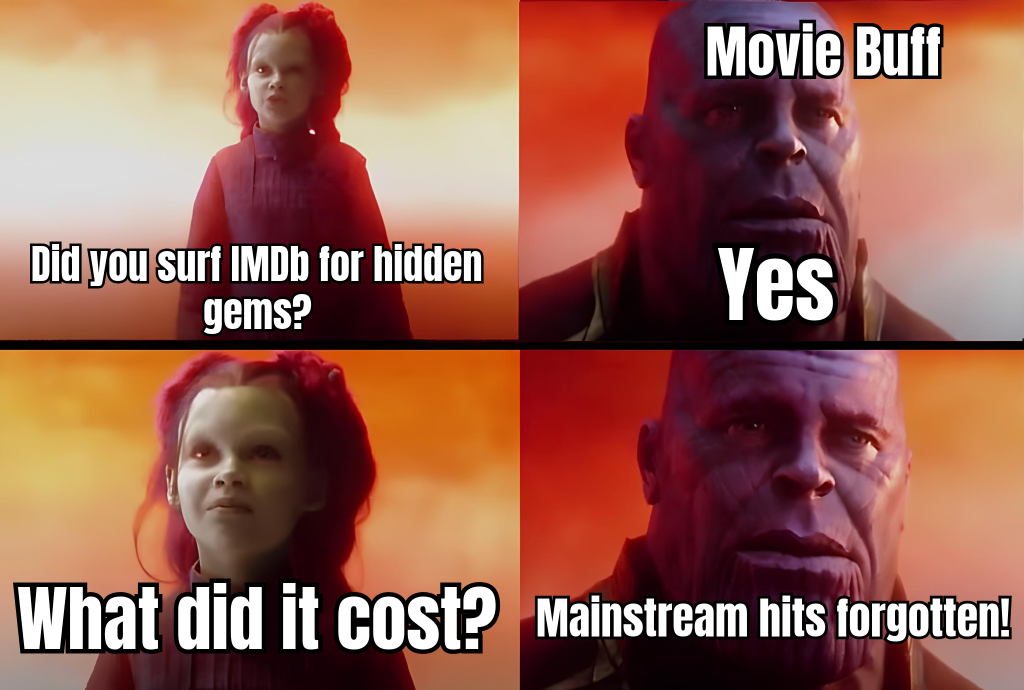 Did you surf IMDb for hidden
gems?
Movie Buff
Yes
What did it cost?
Mainstream hits forgotten!